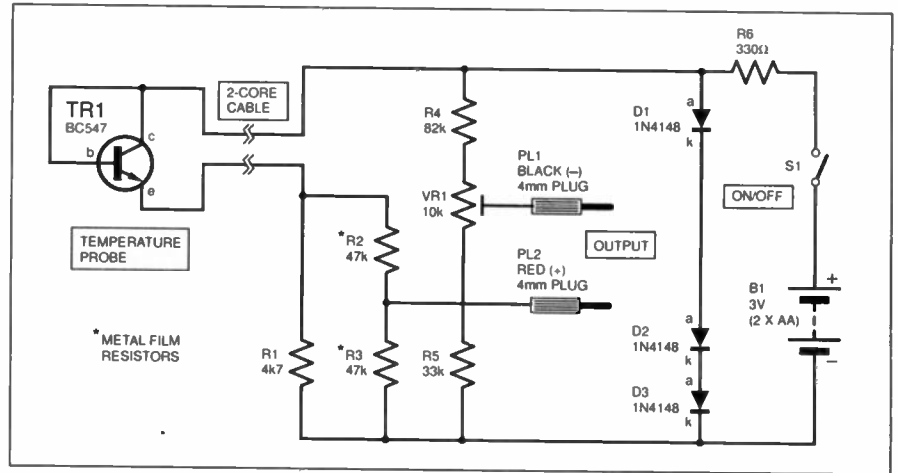 R6
330Ω
2-CORE
CABLE
TR1
BC547
b
c
e
R4
82k
D1
1N4148
a
k
PL1
BLACK (–)
4mm PLUG
S1
VR1
10k
ON/OFF
TEMPERATURE
PROBE
*R2
47k
OUTPUT
PL2
RED (+)
4mm PLUG
B1
3V
(2 X AA)
+
–
*METAL FILM
RESISTORS
R1
4k7
*R3
47k
R5
33k
D2
1N4148
a
k
D3
1N4148
a
k